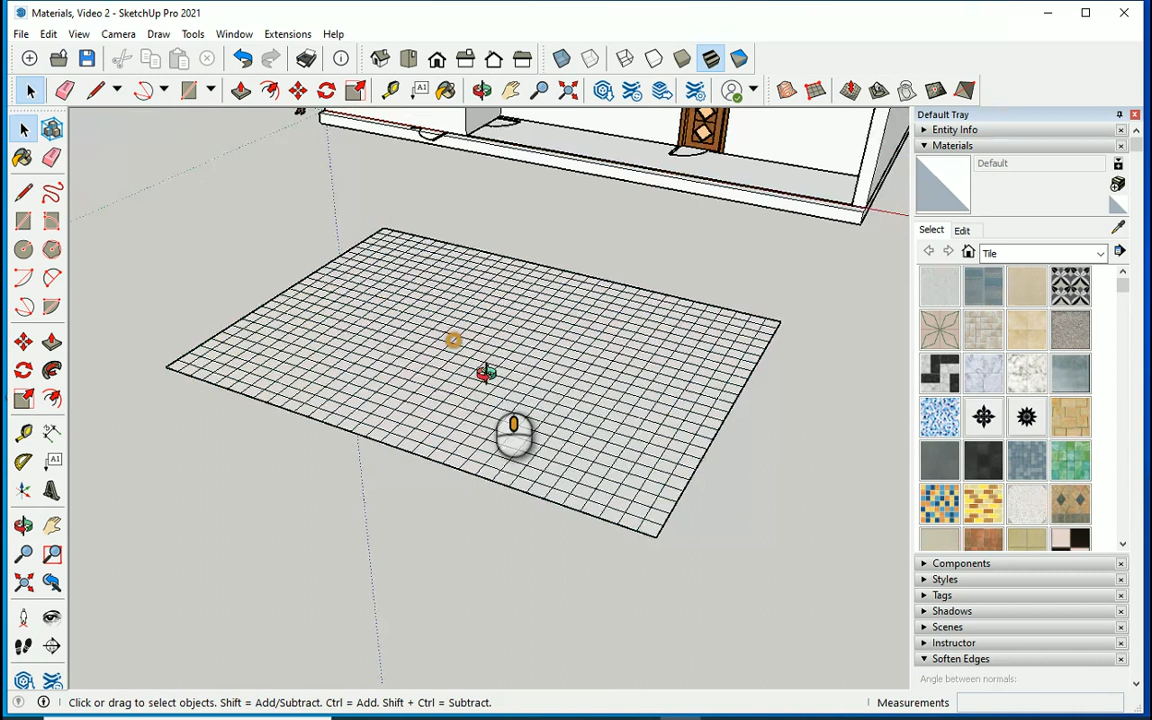 Materials, Video 2 - SketchUp Pro 2021
File Edit View Camera Draw Tools Window Extensions Help
Default Tray
Entity Info
Materials
Default
Select Edit
Tile
Components
Styles
Tags
Shadows
Scenes
Instructor
Soften Edges
Angle between normals:
Click or drag to select objects. Shift = Add/Subtract. Ctrl = Add. Shift + Ctrl = Subtract.
Measurements